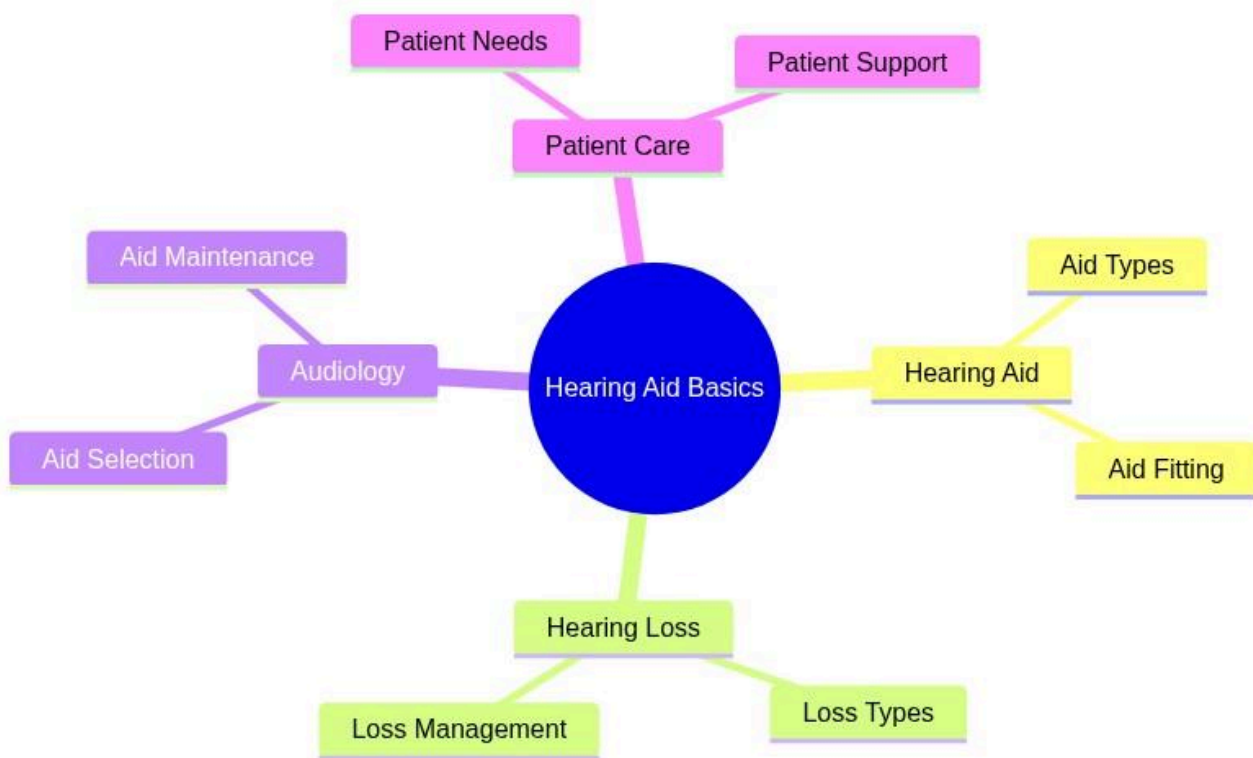 Patient Needs
Patient Support
Patient Care
Aid Maintenance
Aid Types
Audiology
Hearing Aid Basics
Hearing Aid
Aid Selection
Aid Fitting
Hearing Loss
Loss Management
Loss Types